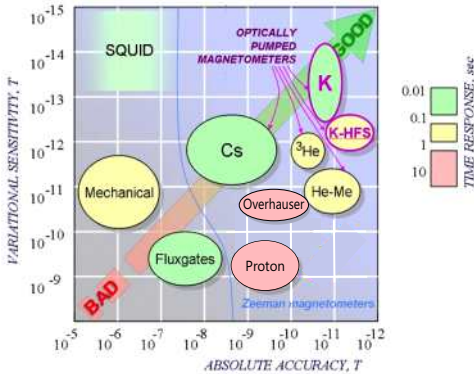 10-15
10-14
10-13
10-12
10-11
10-10
10-9
VARIATIONAL SENSITIVITY, T
SQUID
OPTICALLY
PUMPED
MAGNETOMETERS
GOOD
K
K-HFS
Cs
3He
He-Me
Mechanical
Overhauser
Fluxgates
Proton
BAD
Zeeman magnetometers
10-5
10-6
10-7
10-8
10-9
10-10
10-11
10-12
ABSOLUTE ACCURACY, T
0.01
0.1
1
10
TIME RESPONSE, sec